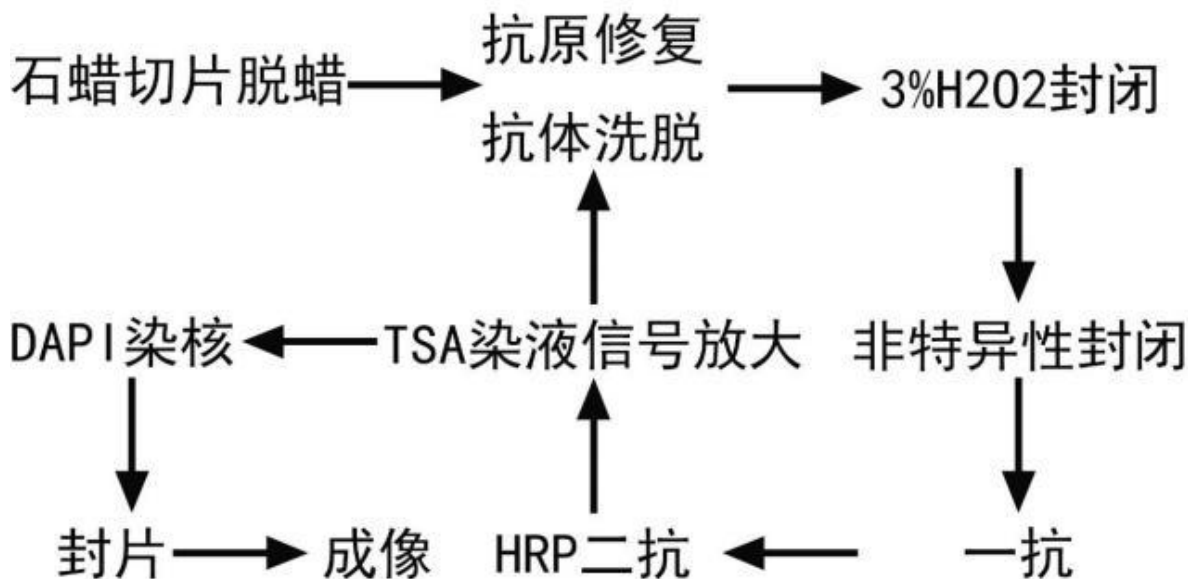 石蜡切片脱蜡
抗原修复
抗体洗脱
3%H2O2封闭
DAPI染核
TSA染液信号放大
非特异性封闭
封片
成像
HRP二抗
一抗